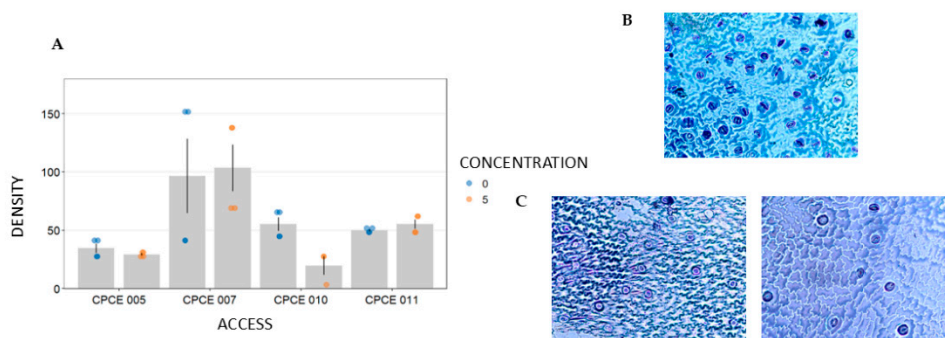 A
B
150
100
50
0
DENSITY
CPCE 005 CPCE 007 CPCE 010 CPCE 011
ACCESS
CONCENTRATION
0
5
C